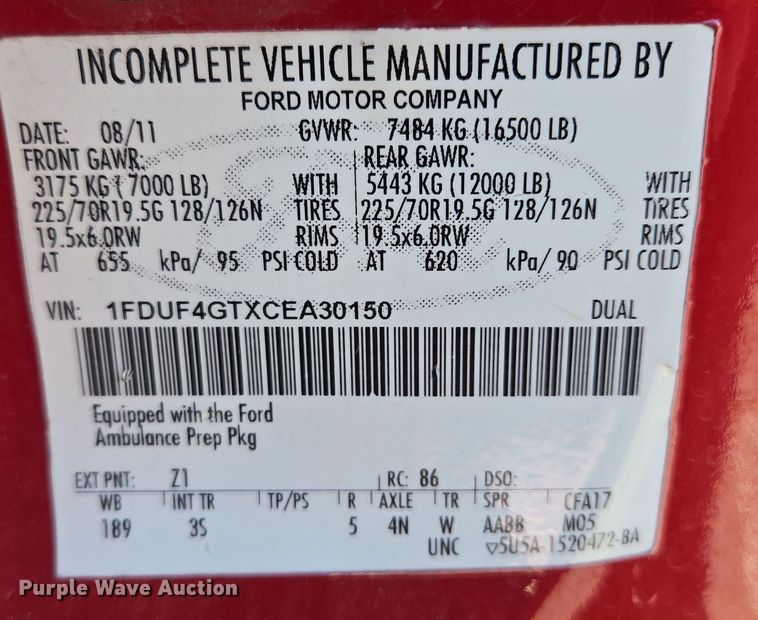 INCOMPLETE VEHICLE MANUFACTURED BY
FORD MOTOR COMPANY
DATE: 08/11 GVWR: 7484 KG (16500 LB)
FRONT GAWR: REAR GAWR:
3175 KG (7000 LB) WITH 5443 KG (12000 LB) WITH
225/70R19.5G 128/126N TIRES 225/70R19.5G 128/126N TIRES
19.5x6.0RW RIMS 19.5x6.0RW RIMS
AT 655 kPa/ 95 PSI COLD AT 620 kPa/ 90 PSI COLD
VIN: 1FDUF4GTXCEA30150 DUAL
Equipped with the Ford
Ambulance Prep Pkg
EXT PNT: Z1 RC: 86 DSO:
WB INT TR TP/PS R AXLE TR SPR CFA17
189 3S 5 4N W AABB M05
UNC ▽5U5A-1520472-BA
Purple Wave Auction